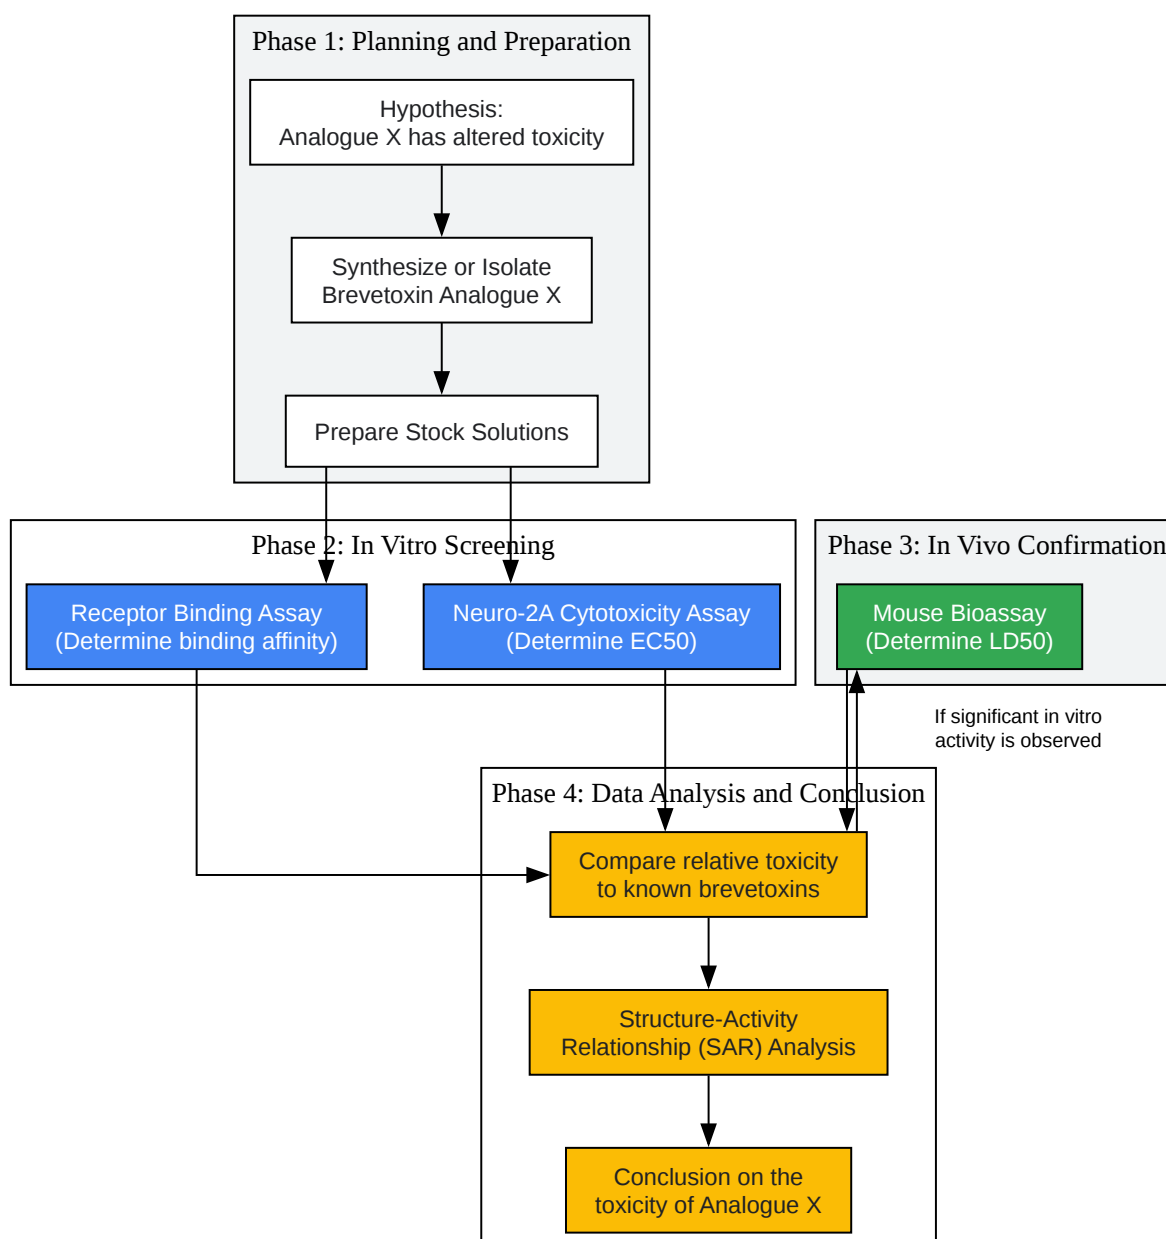 Phase 1: Planning and Preparation
Hypothesis:
Analogue X has altered toxicity
Synthesize or Isolate
Brevetoxin Analogue X
Prepare Stock Solutions
Phase 2: In Vitro Screening
Receptor Binding Assay
(Determine binding affinity)
Neuro-2A Cytotoxicity Assay
(Determine EC50)
Phase 3: In Vivo Confirmation
Mouse Bioassay
(Determine LD50)
If significant in vitro
activity is observed
Phase 4: Data Analysis and Conclusion
Compare relative toxicity
to known brevetoxins
Structure-Activity
Relationship (SAR) Analysis
Conclusion on the
toxicity of Analogue X